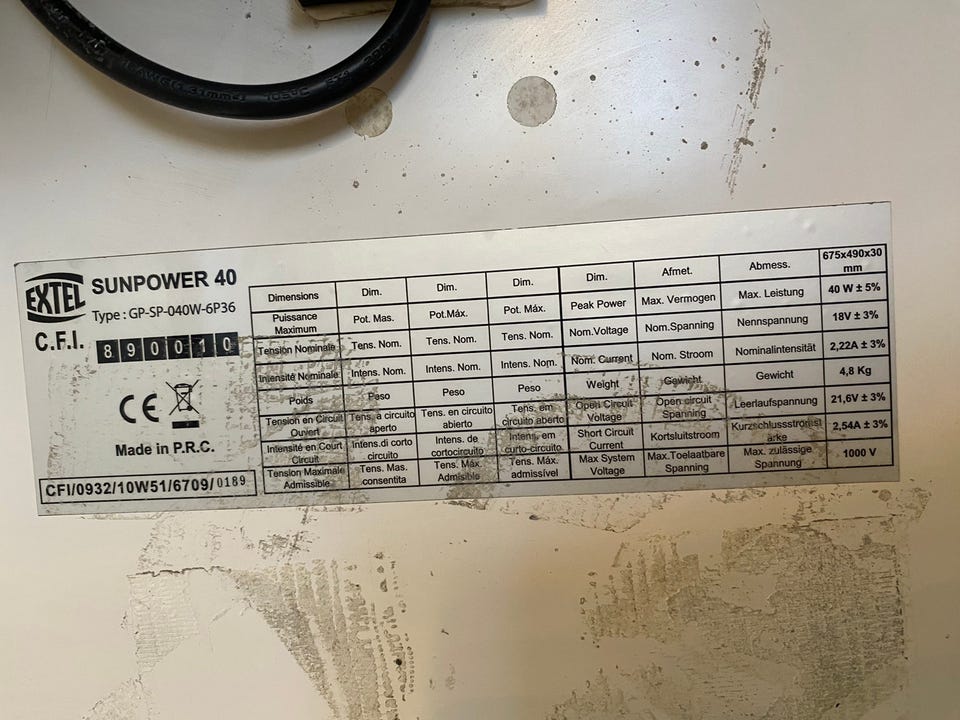 AWG(1.31mm²) 105°C
EXTEL
C.F.I.
SUNPOWER 40
Type : GP-SP-040W-6P36
890010
CE
Made in P.R.C.
CFI/0932/10W51/6709/0189
Dimensions Dim. Dim. Dim. Dim. Afmet. Abmess. 675x490x30 mm
Puissance Maximum Pot. Mas. Pot.Máx. Pot. Máx. Peak Power Max. Vermogen Max. Leistung 40 W ± 5%
Tension Nominale Tens. Nom. Tens. Nom. Tens. Nom. Nom.Voltage Nom.Spanning Nennspannung 18V ± 3%
Intensité Nominale Intens. Nom. Intens. Nom. Intens. Nom. Nom. Current Nom. Stroom Nominalintensität 2,22A ± 3%
Poids Peso Peso Peso Weight Gewicht Gewicht 4,8 Kg
Tension en Circuit Ouvert Tens. a circuito aperto Tens. en circuito abierto Tens. em circuito aberto Open Circuit Voltage Open circuit Spanning Leerlaufspannung 21,6V ± 3%
Intensité en Court Circuit Intens.di corto circuito Intens. de cortocircuito Intens. em curto-circuito Short Circuit Current Kortsluitstroom Kurzschlussstromstärke 2,54A ± 3%
Tension Maximale Admissible Tens. Mas. consentita Tens. Máx. Admisible Tens. Máx. admissível Max System Voltage Max.Toelaatbare Spanning Max. zulässige Spannung 1000 V